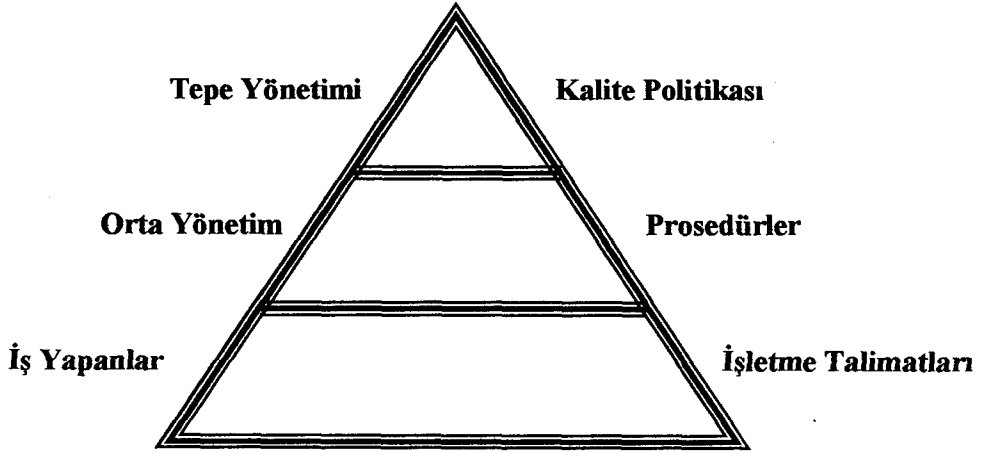 Tepe Yönetimi
Kalite Politikası
Orta Yönetim
Prosedürler
İş Yapanlar
İşletme Talimatları